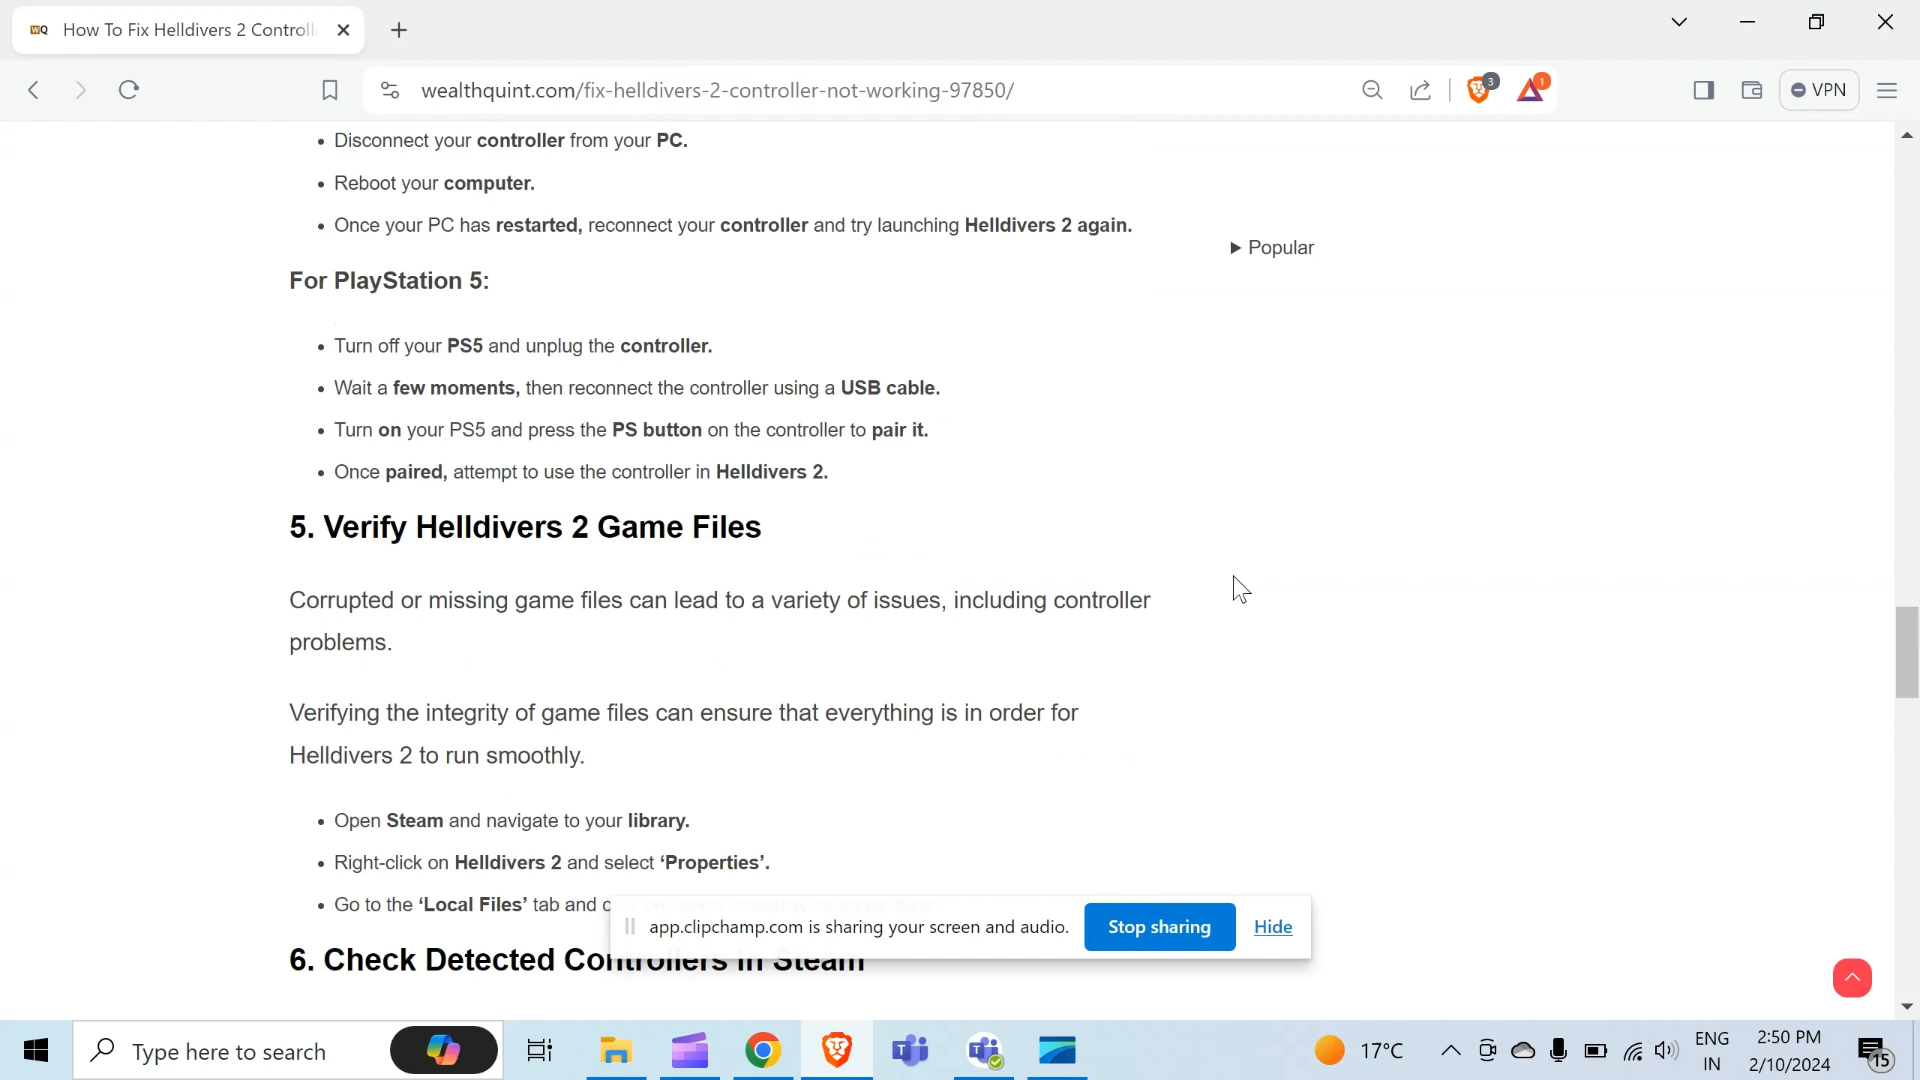 WQ How To Fix Helldivers 2 Controll
wealthquint.com/fix-helldivers-2-controller-not-working-97850/
3
1
VPN
Disconnect your controller from your PC.
Reboot your computer.
Once your PC has restarted, reconnect your controller and try launching Helldivers 2 again.
Popular
For PlayStation 5:
Turn off your PS5 and unplug the controller.
Wait a few moments, then reconnect the controller using a USB cable.
Turn on your PS5 and press the PS button on the controller to pair it.
Once paired, attempt to use the controller in Helldivers 2.
5. Verify Helldivers 2 Game Files
Corrupted or missing game files can lead to a variety of issues, including controller
problems.
Verifying the integrity of game files can ensure that everything is in order for
Helldivers 2 to run smoothly.
Open Steam and navigate to your library.
Right-click on Helldivers 2 and select ‘Properties’.
Go to the ‘Local Files’ tab and
app.clipchamp.com is sharing your screen and audio.
Stop sharing
Hide
6. Check Detected Controllers in Steam
Type here to search
17°C
ENG
IN
2:50 PM
2/10/2024
15